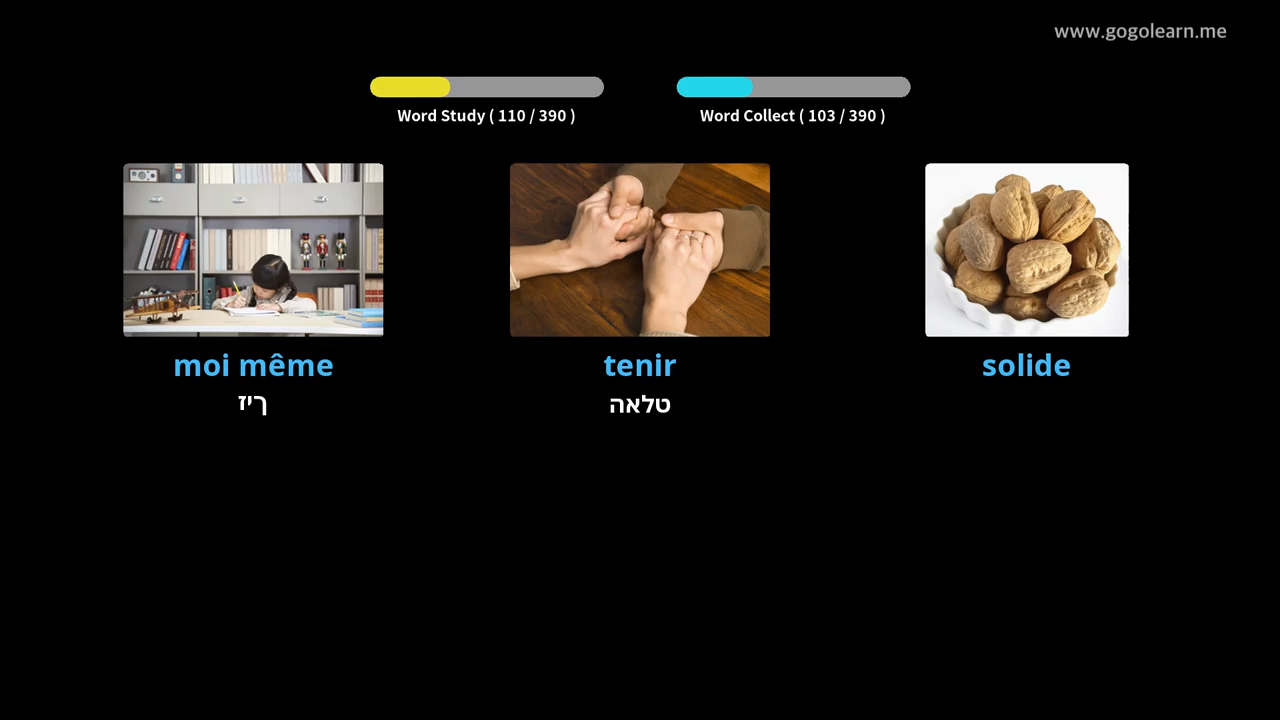 www.gogolearn.me
Word Study ( 110 / 390 )
Word Collect ( 103 / 390 )
moi même
ךיז
tenir
טלאה
solide